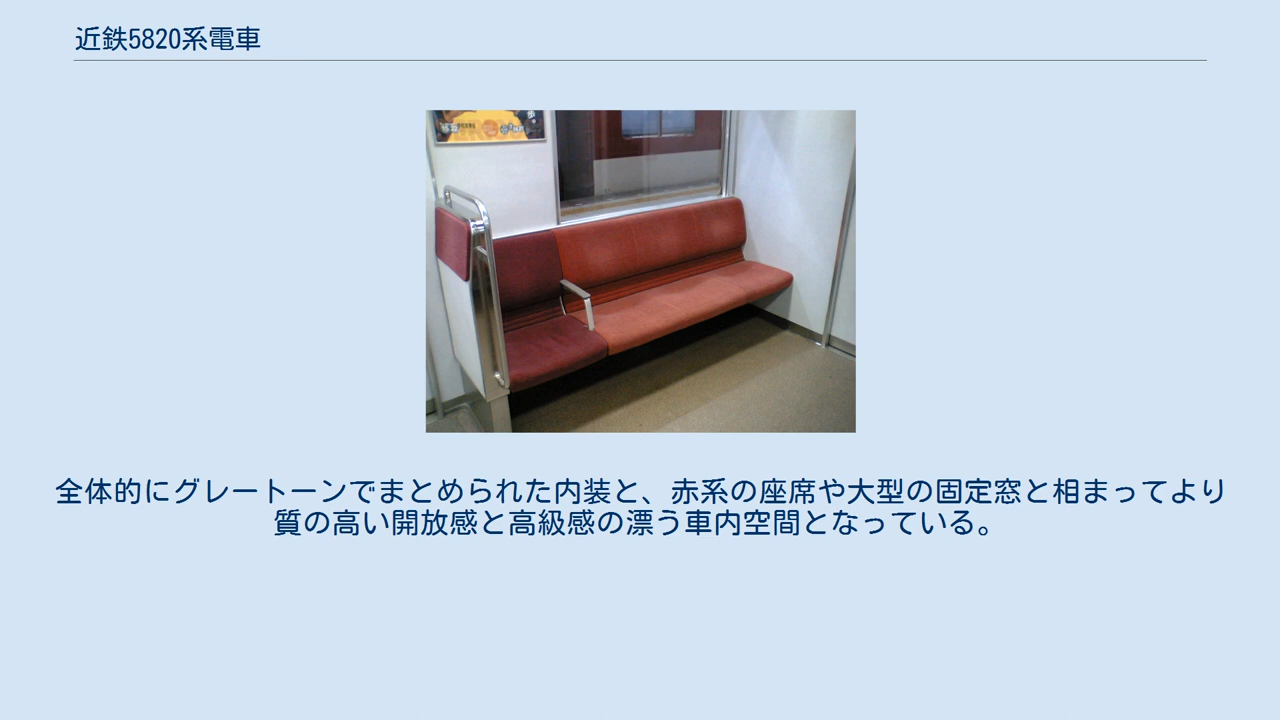 近鉄5820系電車
全体的にグレートーンでまとめられた内装と、赤系の座席や大型の固定窓と相まってより
質の高い開放感と高級感の漂う車内空間となっている。